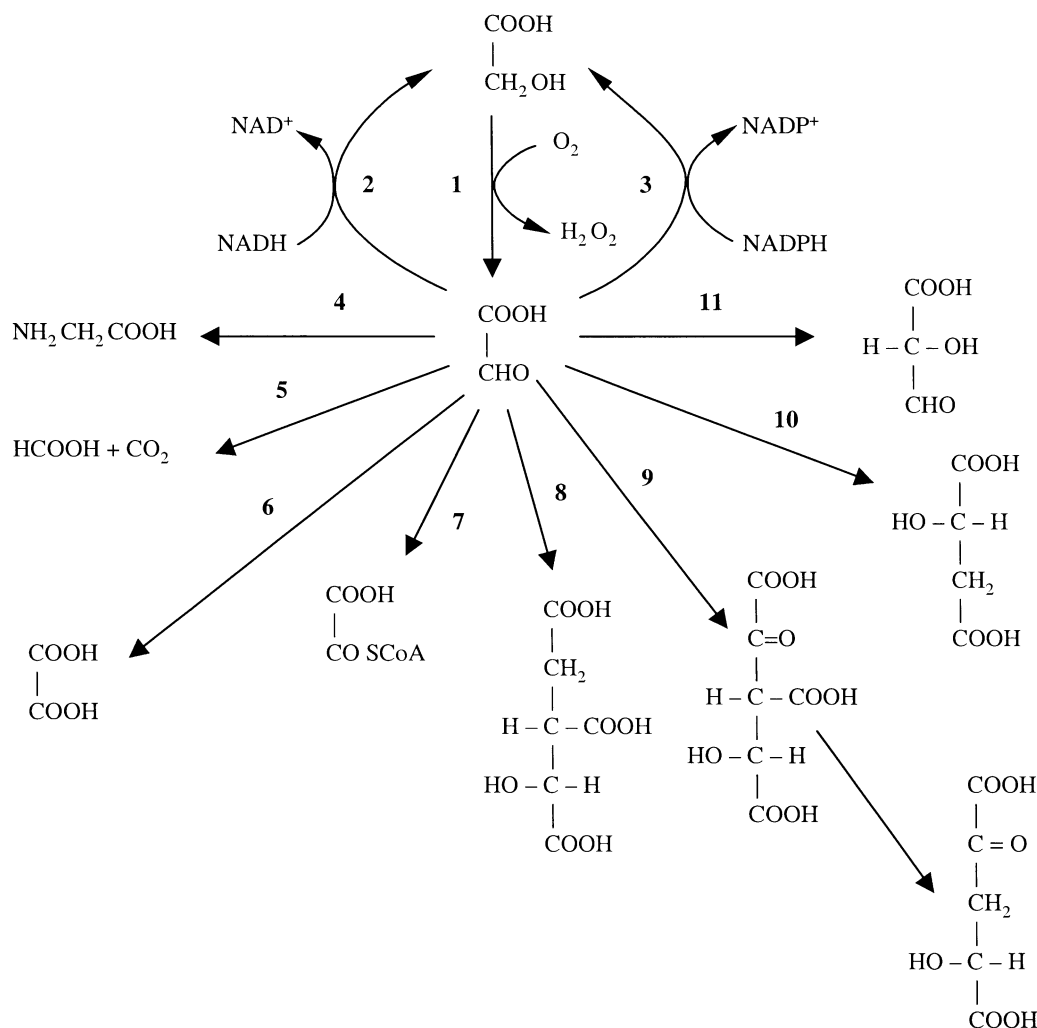 COOH
CH₂OH
NAD⁺
O₂
NADP⁺
2
1
3
NADH
H₂O₂
NADPH
4
11
COOH
COOH
NH₂CH₂COOH
H – C – OH
CHO
5
CHO
10
HCOOH + CO₂
COOH
6
7
8
9
HO – C – H
CH₂
COOH
COOH
COOH
COOH
C=O
COOH
CO SCoA
CH₂
COOH
H – C – COOH
H – C – COOH
HO – C – H
HO – C – H
COOH
COOH
COOH
C = O
CH₂
HO – C – H
COOH